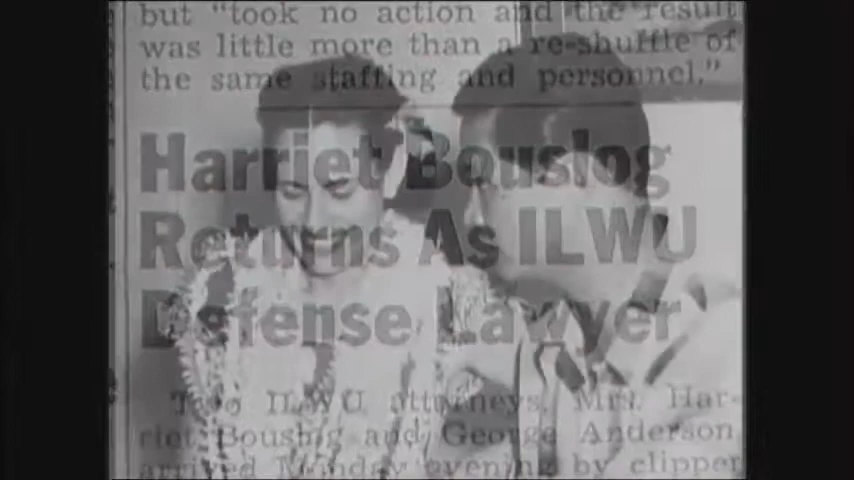 but "took no action and the result
was little more than a re-shuffle of
the same staffing and personnel."
Harriet Bouslog
Returns As ILWU
Defense Lawyer
Two ILWU attorneys, Mrs. Har-
riet Bouslog and George Anderson
arrived Monday evening by clipper